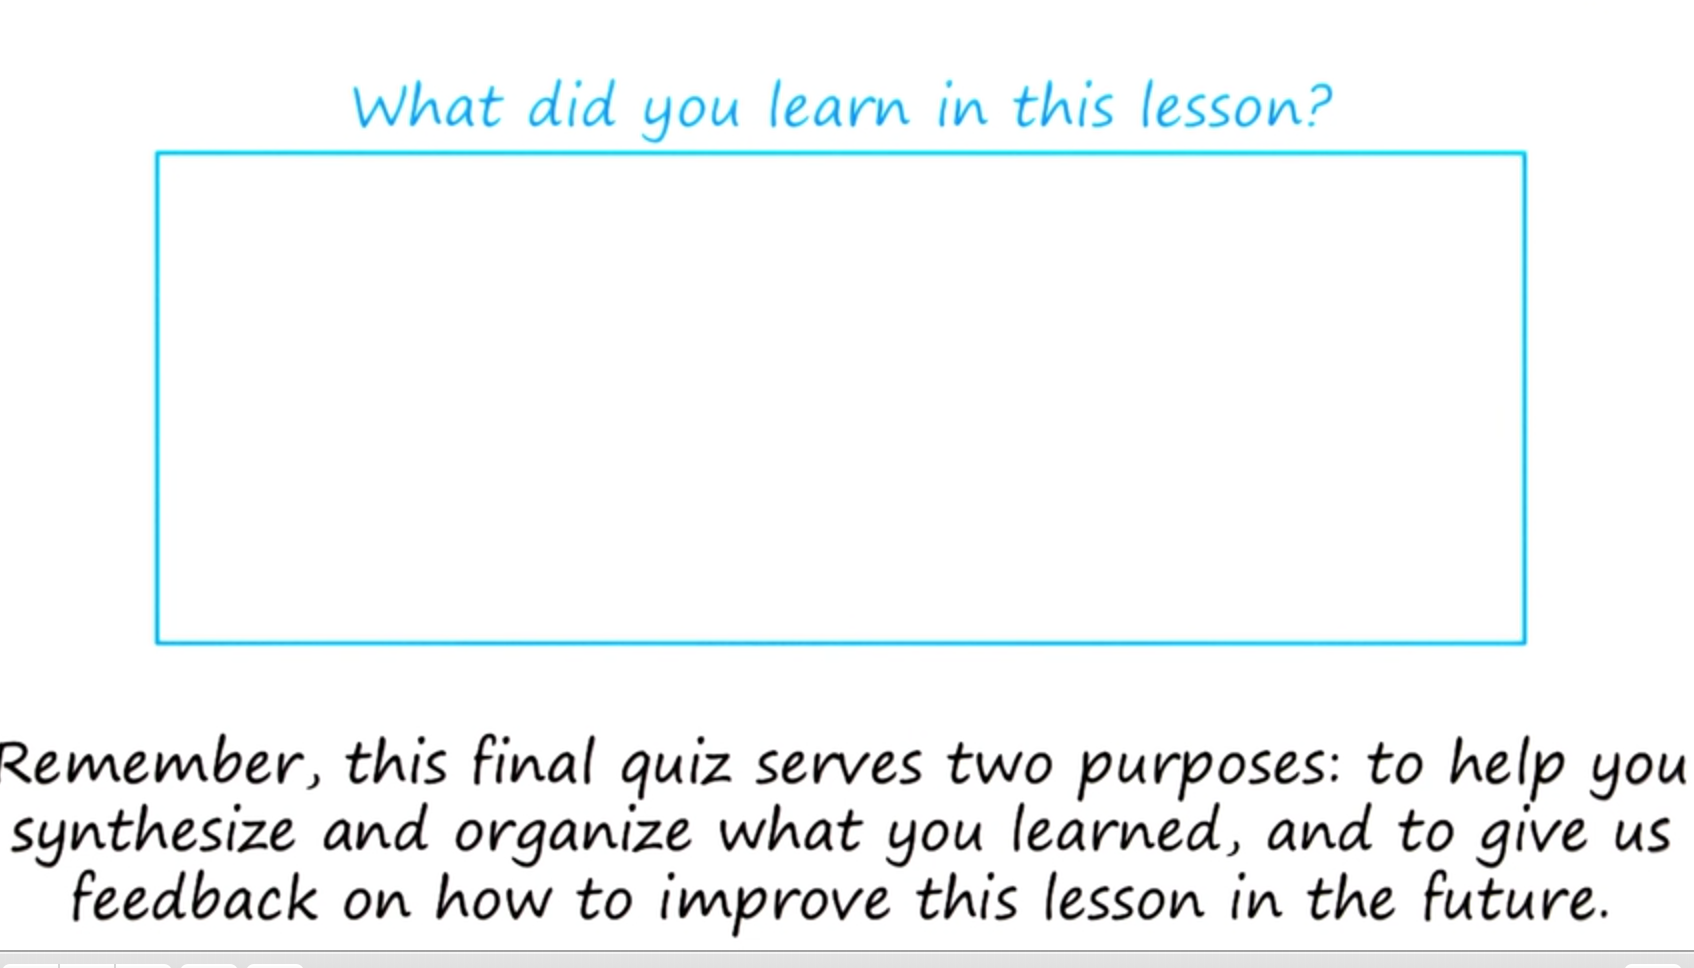 What did you learn in this lesson?
Remember, this final quiz serves two purposes: to help you
synthesize and organize what you learned, and to give us
feedback on how to improve this lesson in the future.